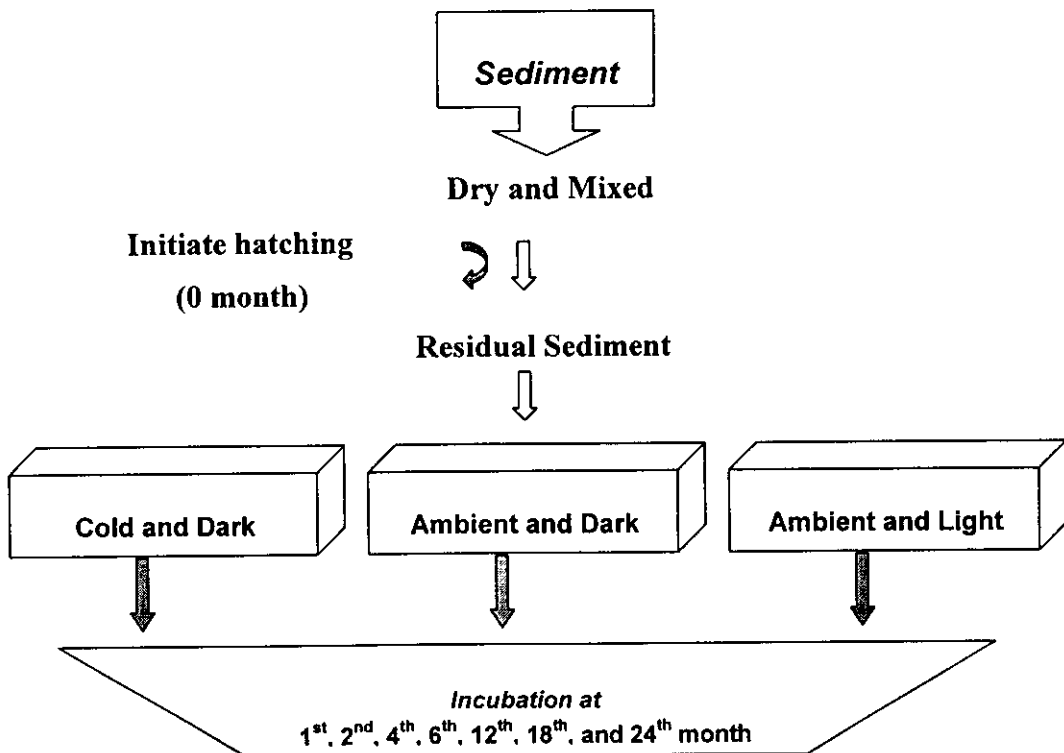 Sediment
Dry and Mixed
Initiate hatching
(0 month)
Residual Sediment
Cold and Dark
Ambient and Dark
Ambient and Light
Incubation at
1st, 2nd, 4th, 6th, 12th, 18th, and 24th month